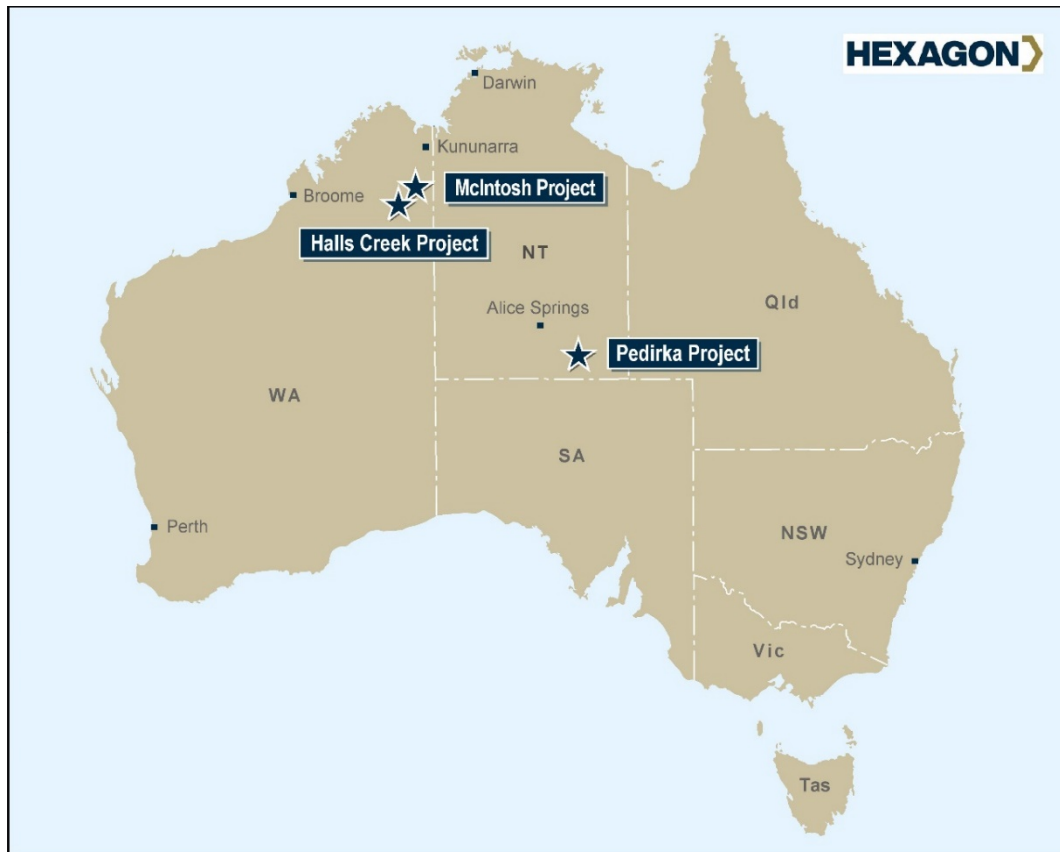 HEXAGON
Darwin
Kununarra
McIntosh Project
Broome
Halls Creek Project
NT
Alice Springs
Qld
Pedirka Project
WA
SA
Perth
NSW
Sydney
Vic
Tas